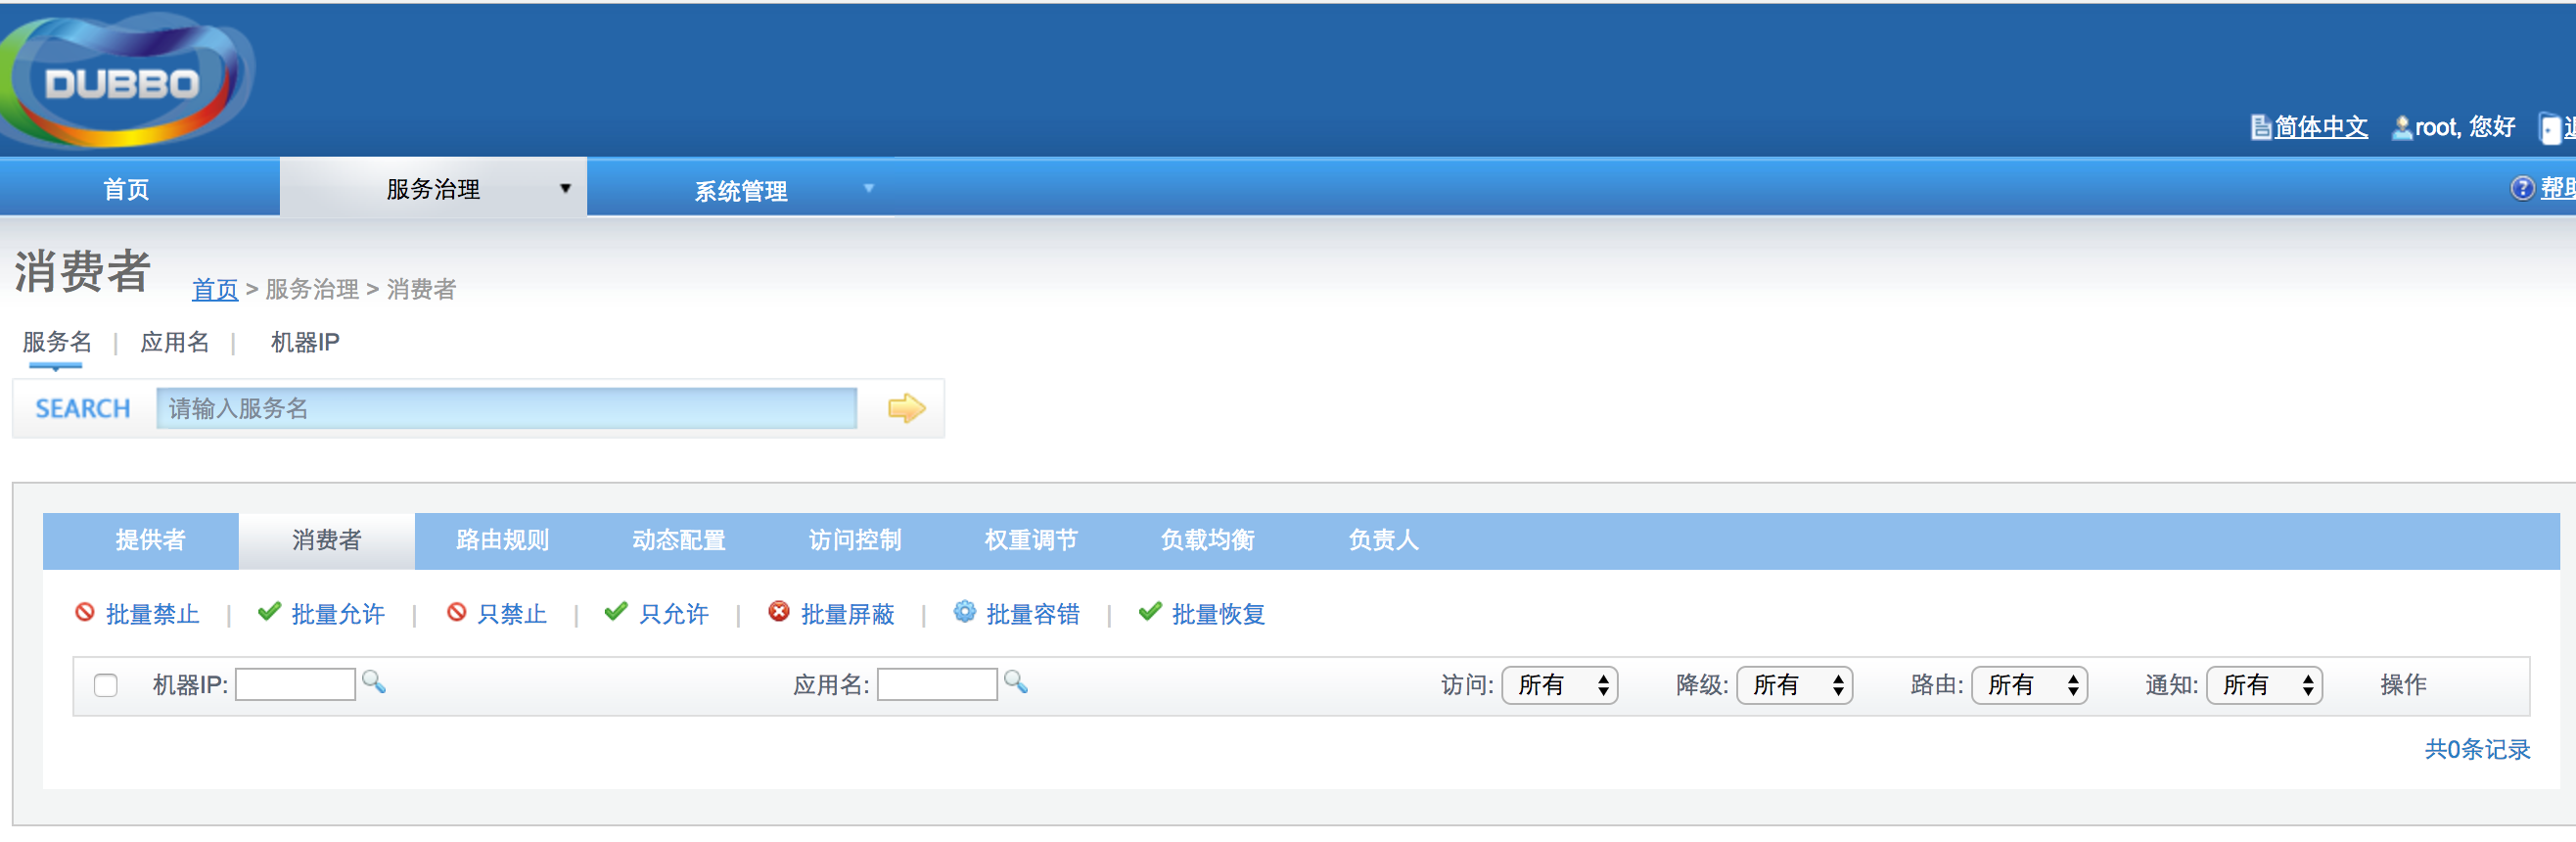 DUBBO
简体中文 root, 您好
首页 服务治理 系统管理 帮助
消费者 首页 > 服务治理 > 消费者
服务名 | 应用名 | 机器IP
SEARCH 请输入服务名
提供者 消费者 路由规则 动态配置 访问控制 权重调节 负载均衡 负责人
批量禁止 | 批量允许 | 只禁止 | 只允许 | 批量屏蔽 | 批量容错 | 批量恢复
机器IP: 应用名: 访问: 所有 降级: 所有 路由: 所有 通知: 所有 操作
共0条记录